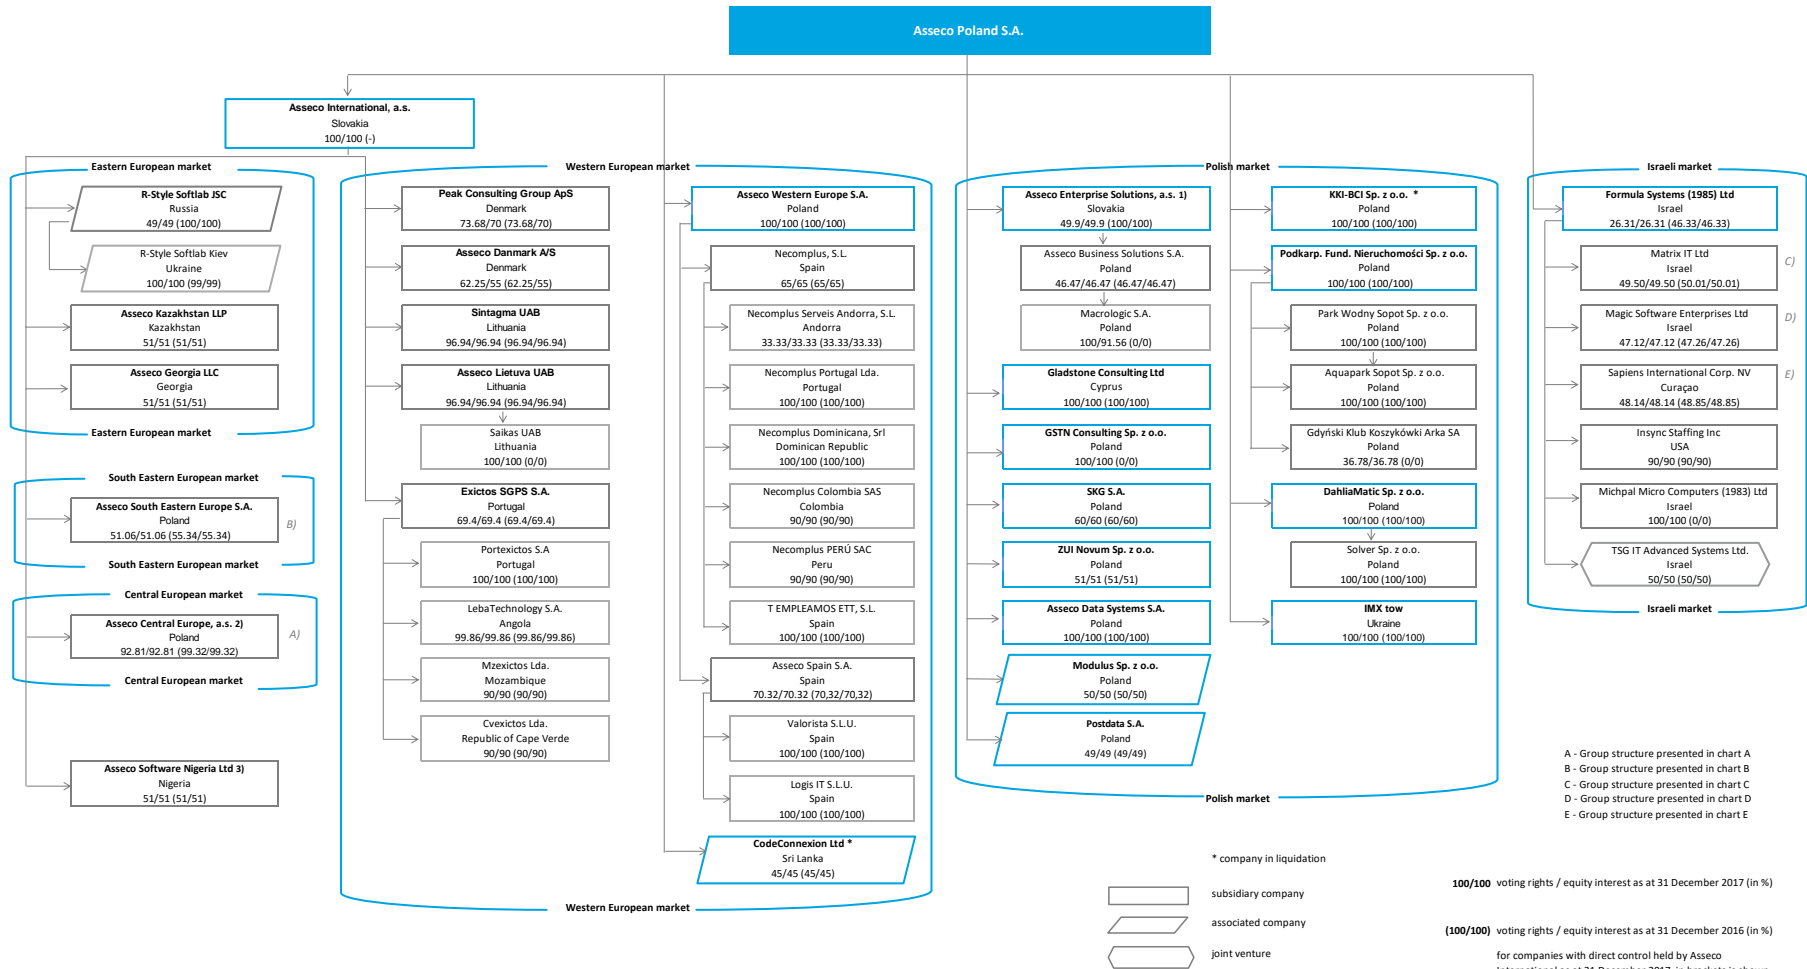 Asseco Poland S.A.
Asseco International, a.s.
Slovakia
100/100 (-)
Eastern European market
R-Style Softlab JSC
Russia
49/49 (100/100)
R-Style Softlab Kiev
Ukraine
100/100 (99/99)
Asseco Kazakhstan LLP
Kazakhstan
51/51 (51/51)
Asseco Georgia LLC
Georgia
51/51 (51/51)
Eastern European market
South Eastern European market
Asseco South Eastern Europe S.A.
Poland
51.06/51.06 (55.34/55.34)
B)
South Eastern European market
Central European market
Asseco Central Europe, a.s. 2)
Poland
92.81/92.81 (99.32/99.32)
A)
Central European market
Asseco Software Nigeria Ltd 3)
Nigeria
51/51 (51/51)
Western European market
Peak Consulting Group ApS
Denmark
73.68/70 (73.68/70)
Asseco Danmark A/S
Denmark
62.25/55 (62.25/55)
Sintagma UAB
Lithuania
96.94/96.94 (96.94/96.94)
Asseco Lietuva UAB
Lithuania
96.94/96.94 (96.94/96.94)
Saikas UAB
Lithuania
100/100 (0/0)
Exictos SGPS S.A.
Portugal
69.4/69.4 (69.4/69.4)
Portexictos S.A
Portugal
100/100 (100/100)
LebaTechnology S.A.
Angola
99.86/99.86 (99.86/99.86)
Mzexictos Lda.
Mozambique
90/90 (90/90)
Cvexictos Lda.
Republic of Cape Verde
90/90 (90/90)
Asseco Western Europe S.A.
Poland
100/100 (100/100)
Necomplus, S.L.
Spain
65/65 (65/65)
Necomplus Serveis Andorra, S.L.
Andorra
33.33/33.33 (33.33/33.33)
Necomplus Portugal Lda.
Portugal
100/100 (100/100)
Necomplus Dominicana, Srl
Dominican Republic
100/100 (100/100)
Necomplus Colombia SAS
Colombia
90/90 (90/90)
Necomplus PERÚ SAC
Peru
90/90 (90/90)
T EMPLEAMOS ETT, S.L.
Spain
100/100 (100/100)
Asseco Spain S.A.
Spain
70.32/70.32 (70,32/70,32)
Valorista S.L.U.
Spain
100/100 (100/100)
Logis IT S.L.U.
Spain
100/100 (100/100)
CodeConnexion Ltd *
Sri Lanka
45/45 (45/45)
Western European market
Polish market
Asseco Enterprise Solutions, a.s. 1)
Slovakia
49.9/49.9 (100/100)
Asseco Business Solutions S.A.
Poland
46.47/46.47 (46.47/46.47)
Macrologic S.A.
Poland
100/91.56 (0/0)
Gladstone Consulting Ltd
Cyprus
100/100 (100/100)
GSTN Consulting Sp. z o.o.
Poland
100/100 (0/0)
SKG S.A.
Poland
60/60 (60/60)
ZUI Novum Sp. z o.o.
Poland
51/51 (51/51)
Asseco Data Systems S.A.
Poland
100/100 (100/100)
Modulus Sp. z o.o.
Poland
50/50 (50/50)
Postdata S.A.
Poland
49/49 (49/49)
KKI-BCI Sp. z o.o. *
Poland
100/100 (100/100)
Podkarp. Fund. Nieruchomości Sp. z o.o.
Poland
100/100 (100/100)
Park Wodny Sopot Sp. z o.o.
Poland
100/100 (100/100)
Aquapark Sopot Sp. z o.o.
Poland
100/100 (100/100)
Gdyński Klub Koszykówki Arka SA
Poland
36.78/36.78 (0/0)
DahliaMatic Sp. z o.o.
Poland
100/100 (100/100)
Solver Sp. z o.o.
Poland
100/100 (100/100)
IMX tow
Ukraine
100/100 (100/100)
Polish market
Israeli market
Formula Systems (1985) Ltd
Israel
26.31/26.31 (46.33/46.33)
Matrix IT Ltd
Israel
49.50/49.50 (50.01/50.01)
C)
Magic Software Enterprises Ltd
Israel
47.12/47.12 (47.26/47.26)
D)
Sapiens International Corp. NV
Curaçao
48.14/48.14 (48.85/48.85)
E)
Insync Staffing Inc
USA
90/90 (90/90)
Michpal Micro Computers (1983) Ltd
Israel
100/100 (0/0)
TSG IT Advanced Systems Ltd.
Israel
50/50 (50/50)
Israeli market
A - Group structure presented in chart A
B - Group structure presented in chart B
C - Group structure presented in chart C
D - Group structure presented in chart D
E - Group structure presented in chart E
* company in liquidation
subsidiary company
associated company
joint venture
100/100 voting rights / equity interest as at 31 December 2017 (in %)
(100/100) voting rights / equity interest as at 31 December 2016 (in %)
for companies with direct control held by Asseco
International as at 31 December 2017, in brackets is shown